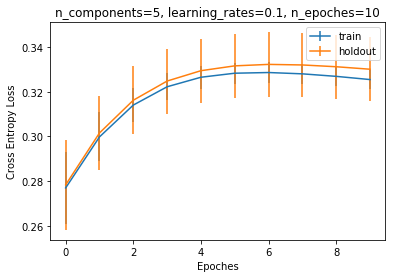 n_components=5, learning_rates=0.1, n_epoches=10
train
holdout
0.34
0.32
0.30
0.28
0.26
Cross Entropy Loss
0 2 4 6 8
Epoches